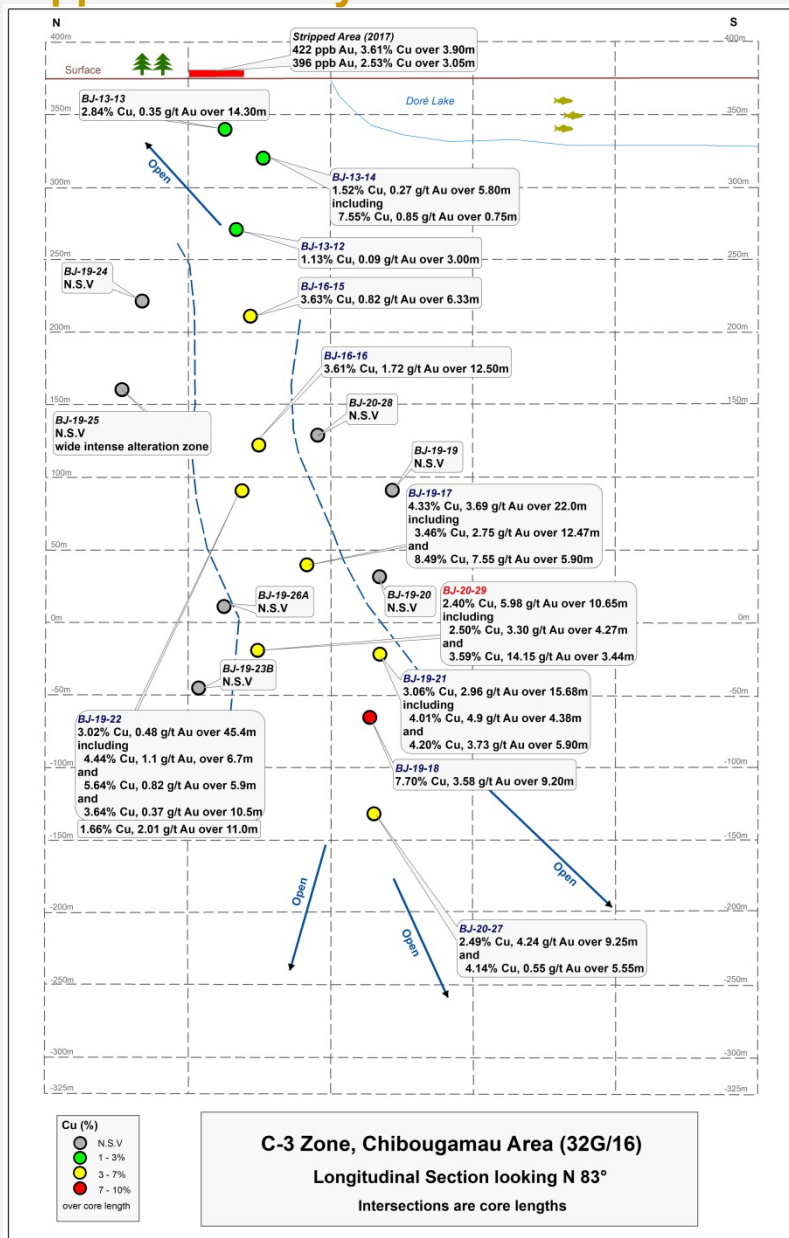 N
S
400m
400m
Stripped Area (2017)
422 ppb Au, 3.61% Cu over 3.90m
396 ppb Au, 2.53% Cu over 3.05m
Surface
BJ-13-13
2.84% Cu, 0.35 g/t Au over 14.30m
Doré Lake
350m
350m
Open
BJ-13-14
1.52% Cu, 0.27 g/t Au over 5.80m
including
7.55% Cu, 0.85 g/t Au over 0.75m
300m
300m
BJ-13-12
1.13% Cu, 0.09 g/t Au over 3.00m
250m
250m
BJ-19-24
N.S.V
BJ-16-15
3.63% Cu, 0.82 g/t Au over 6.33m
200m
200m
BJ-16-16
3.61% Cu, 1.72 g/t Au over 12.50m
150m
150m
BJ-19-25
N.S.V
wide intense alteration zone
BJ-20-28
N.S.V
BJ-19-19
N.S.V
100m
100m
BJ-19-17
4.33% Cu, 3.69 g/t Au over 22.0m
including
3.46% Cu, 2.75 g/t Au over 12.47m
and
8.49% Cu, 7.55 g/t Au over 5.90m
50m
50m
BJ-19-26A
N.S.V
BJ-19-20
N.S.V
BJ-20-29
2.40% Cu, 5.98 g/t Au over 10.65m
including
2.50% Cu, 3.30 g/t Au over 4.27m
and
3.59% Cu, 14.15 g/t Au over 3.44m
0m
0m
BJ-19-23B
N.S.V
-50m
-50m
BJ-19-21
3.06% Cu, 2.96 g/t Au over 15.68m
including
4.01% Cu, 4.9 g/t Au over 4.38m
and
4.20% Cu, 3.73 g/t Au over 5.90m
BJ-19-22
3.02% Cu, 0.48 g/t Au over 45.4m
including
4.44% Cu, 1.1 g/t Au, over 6.7m
and
5.64% Cu, 0.82 g/t Au over 5.9m
and
3.64% Cu, 0.37 g/t Au over 10.5m
1.66% Cu, 2.01 g/t Au over 11.0m
BJ-19-18
7.70% Cu, 3.58 g/t Au over 9.20m
-100m
-100m
-150m
-150m
Open
Open
Open
-200m
-200m
BJ-20-27
2.49% Cu, 4.24 g/t Au over 9.25m
and
4.14% Cu, 0.55 g/t Au over 5.55m
-250m
-250m
-300m
-300m
-325m
-325m
Cu (%)
N.S.V
1 - 3%
3 - 7%
7 - 10%
over core length
C-3 Zone, Chibougamau Area (32G/16)
Longitudinal Section looking N 83°
Intersections are core lengths